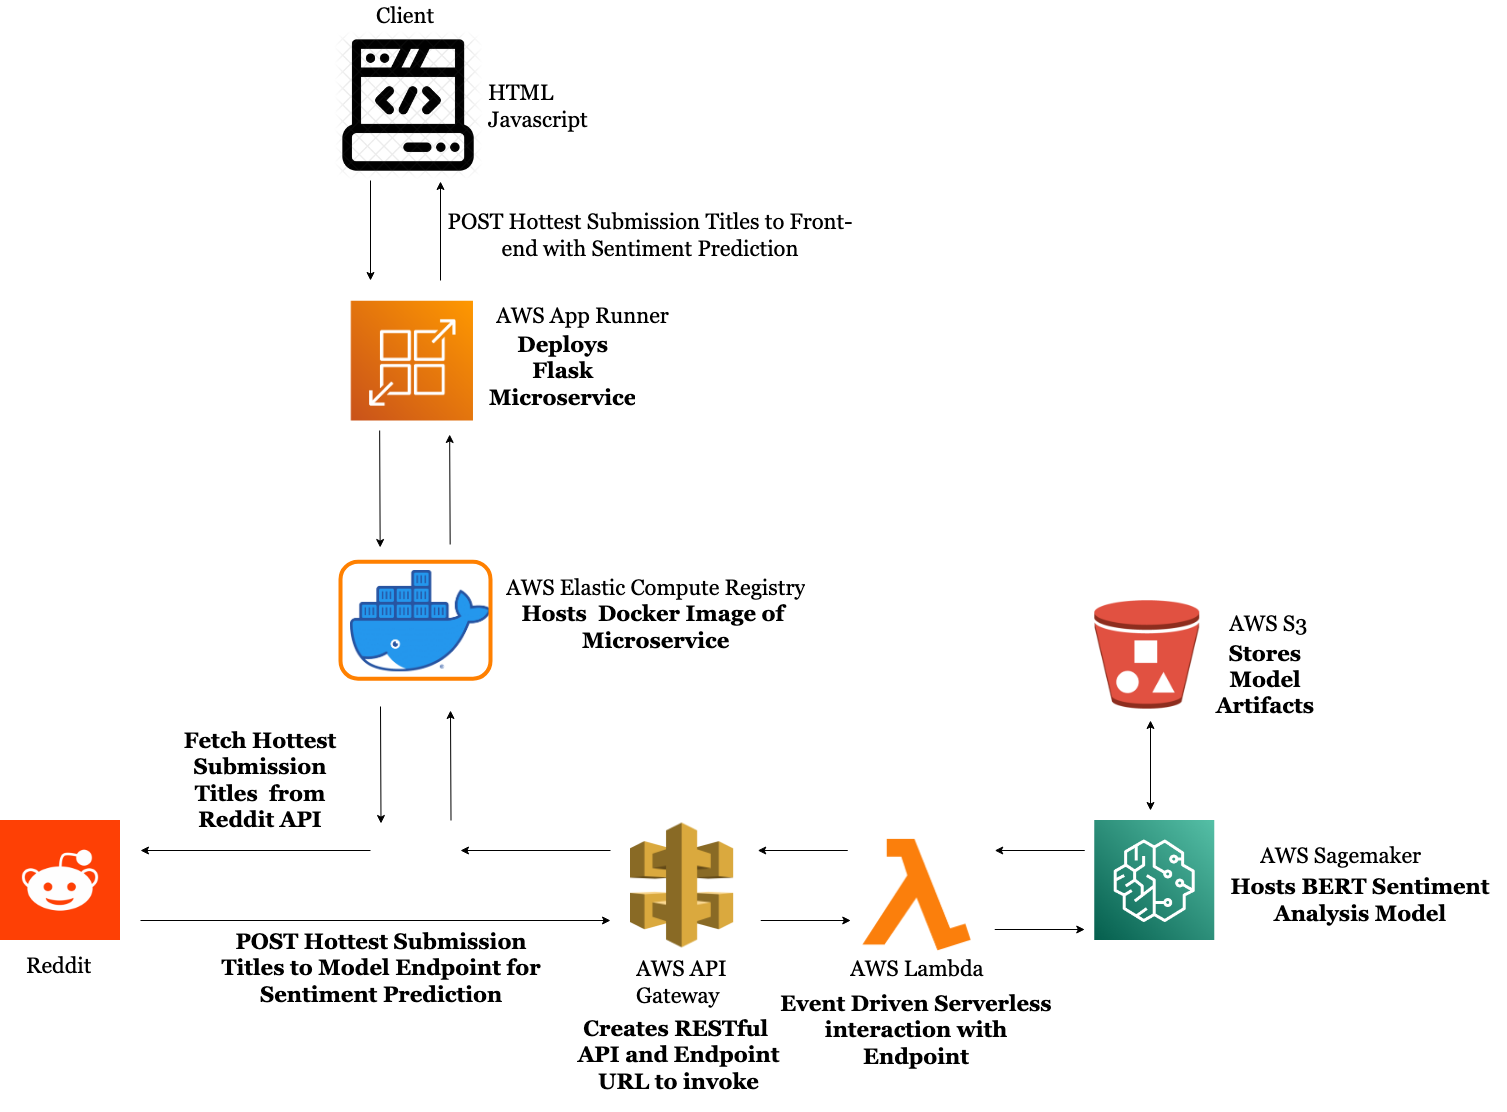 Client
HTML
Javascript
POST Hottest Submission Titles to Front-
end with Sentiment Prediction
AWS App Runner
Deploys
Flask
Microservice
AWS Elastic Compute Registry
Hosts Docker Image of
Microservice
AWS S3
Stores
Model
Artifacts
Fetch Hottest
Submission
Titles from
Reddit API
Reddit
POST Hottest Submission
Titles to Model Endpoint for
Sentiment Prediction
AWS API
Gateway
Creates RESTful
API and Endpoint
URL to invoke
AWS Lambda
Event Driven Serverless
interaction with
Endpoint
AWS Sagemaker
Hosts BERT Sentiment
Analysis Model